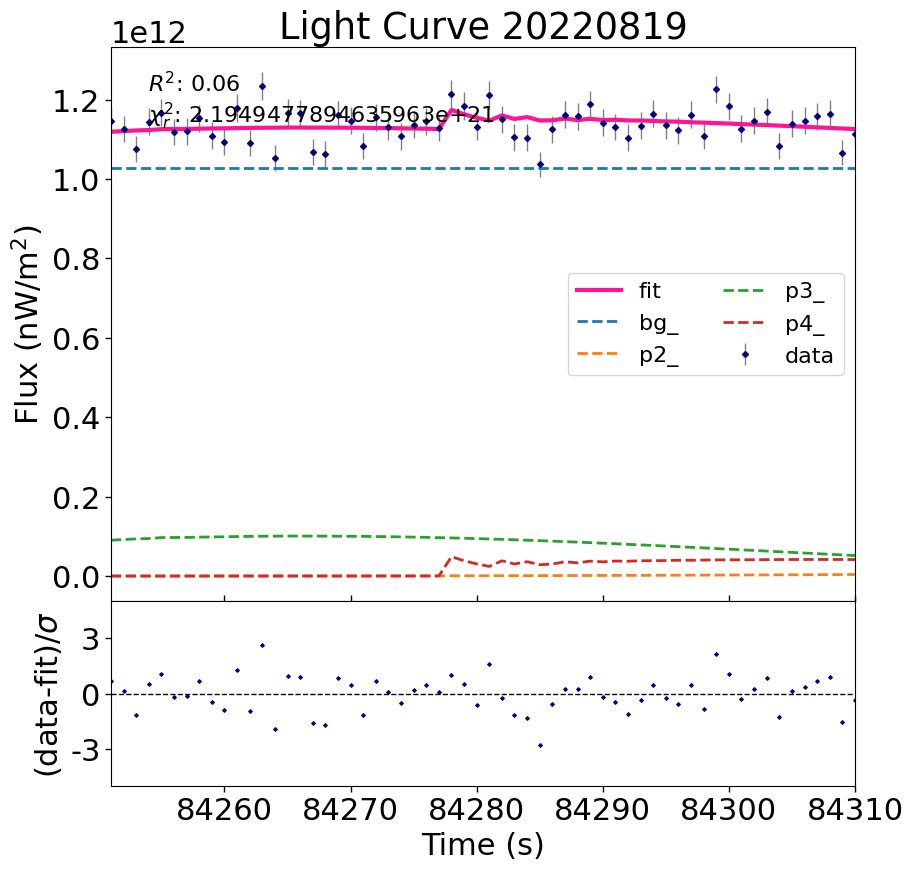 Light Curve 20220819
1e12
R²: 0.06
χ²ᵣ: 2.1949477894635963e+21
1.2
1.0
0.8
0.6
0.4
0.2
0.0
Flux (nW/m²)
fit
bg_
p2_
p3_
p4_
data
3
0
-3
(data-fit)/σ
84260 84270 84280 84290 84300 84310
Time (s)